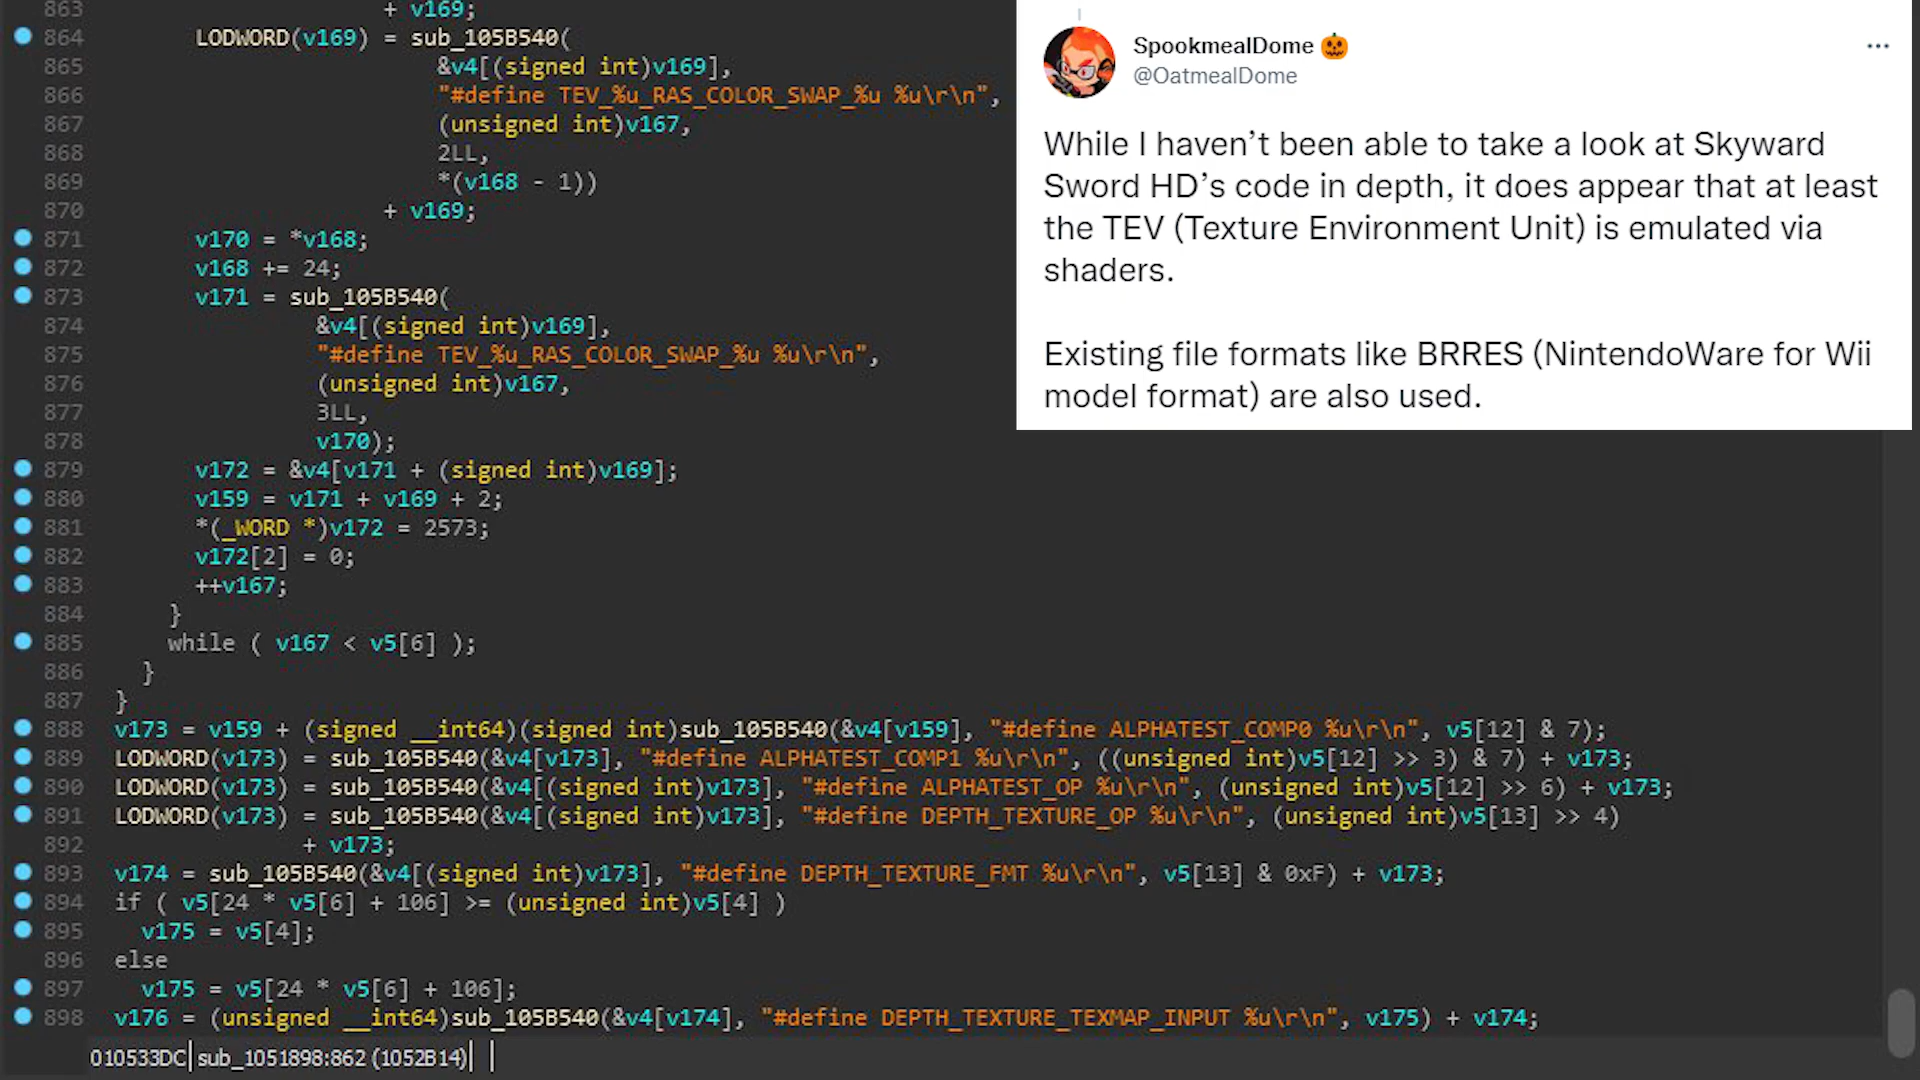 863 + v169;
864 LODWORD(v169) = sub_105B540(
865 &v4[(signed int)v169],
866 "#define TEV_%u_RAS_COLOR_SWAP_%u %u\r\n",
867 (unsigned int)v167,
868 2LL,
869 *(v168 - 1))
870 + v169;
871 v170 = *v168;
872 v168 += 24;
873 v171 = sub_105B540(
874 &v4[(signed int)v169],
875 "#define TEV_%u_RAS_COLOR_SWAP_%u %u\r\n",
876 (unsigned int)v167,
877 3LL,
878 v170);
879 v172 = &v4[v171 + (signed int)v169];
880 v159 = v171 + v169 + 2;
881 *(_WORD *)v172 = 2573;
882 v172[2] = 0;
883 ++v167;
884 }
885 while ( v167 < v5[6] );
886 }
887 }
888 v173 = v159 + (signed __int64)(signed int)sub_105B540(&v4[v159], "#define ALPHATEST_COMP0 %u\r\n", v5[12] & 7);
889 LODWORD(v173) = sub_105B540(&v4[v173], "#define ALPHATEST_COMP1 %u\r\n", ((unsigned int)v5[12] >> 3) & 7) + v173;
890 LODWORD(v173) = sub_105B540(&v4[(signed int)v173], "#define ALPHATEST_OP %u\r\n", (unsigned int)v5[12] >> 6) + v173;
891 LODWORD(v173) = sub_105B540(&v4[(signed int)v173], "#define DEPTH_TEXTURE_OP %u\r\n", (unsigned int)v5[13] >> 4)
892 + v173;
893 v174 = sub_105B540(&v4[(signed int)v173], "#define DEPTH_TEXTURE_FMT %u\r\n", v5[13] & 0xF) + v173;
894 if ( v5[24 * v5[6] + 106] >= (unsigned int)v5[4] )
895 v175 = v5[4];
896 else
897 v175 = v5[24 * v5[6] + 106];
898 v176 = (unsigned __int64)sub_105B540(&v4[v174], "#define DEPTH_TEXTURE_TEXMAP_INPUT %u\r\n", v175) + v174;
010533DC sub_1051898:862 (1052B14)
SpookmealDome 🎃
@OatmealDome
While I haven’t been able to take a look at Skyward
Sword HD’s code in depth, it does appear that at least
the TEV (Texture Environment Unit) is emulated via
shaders.
Existing file formats like BRRES (NintendoWare for Wii
model format) are also used.